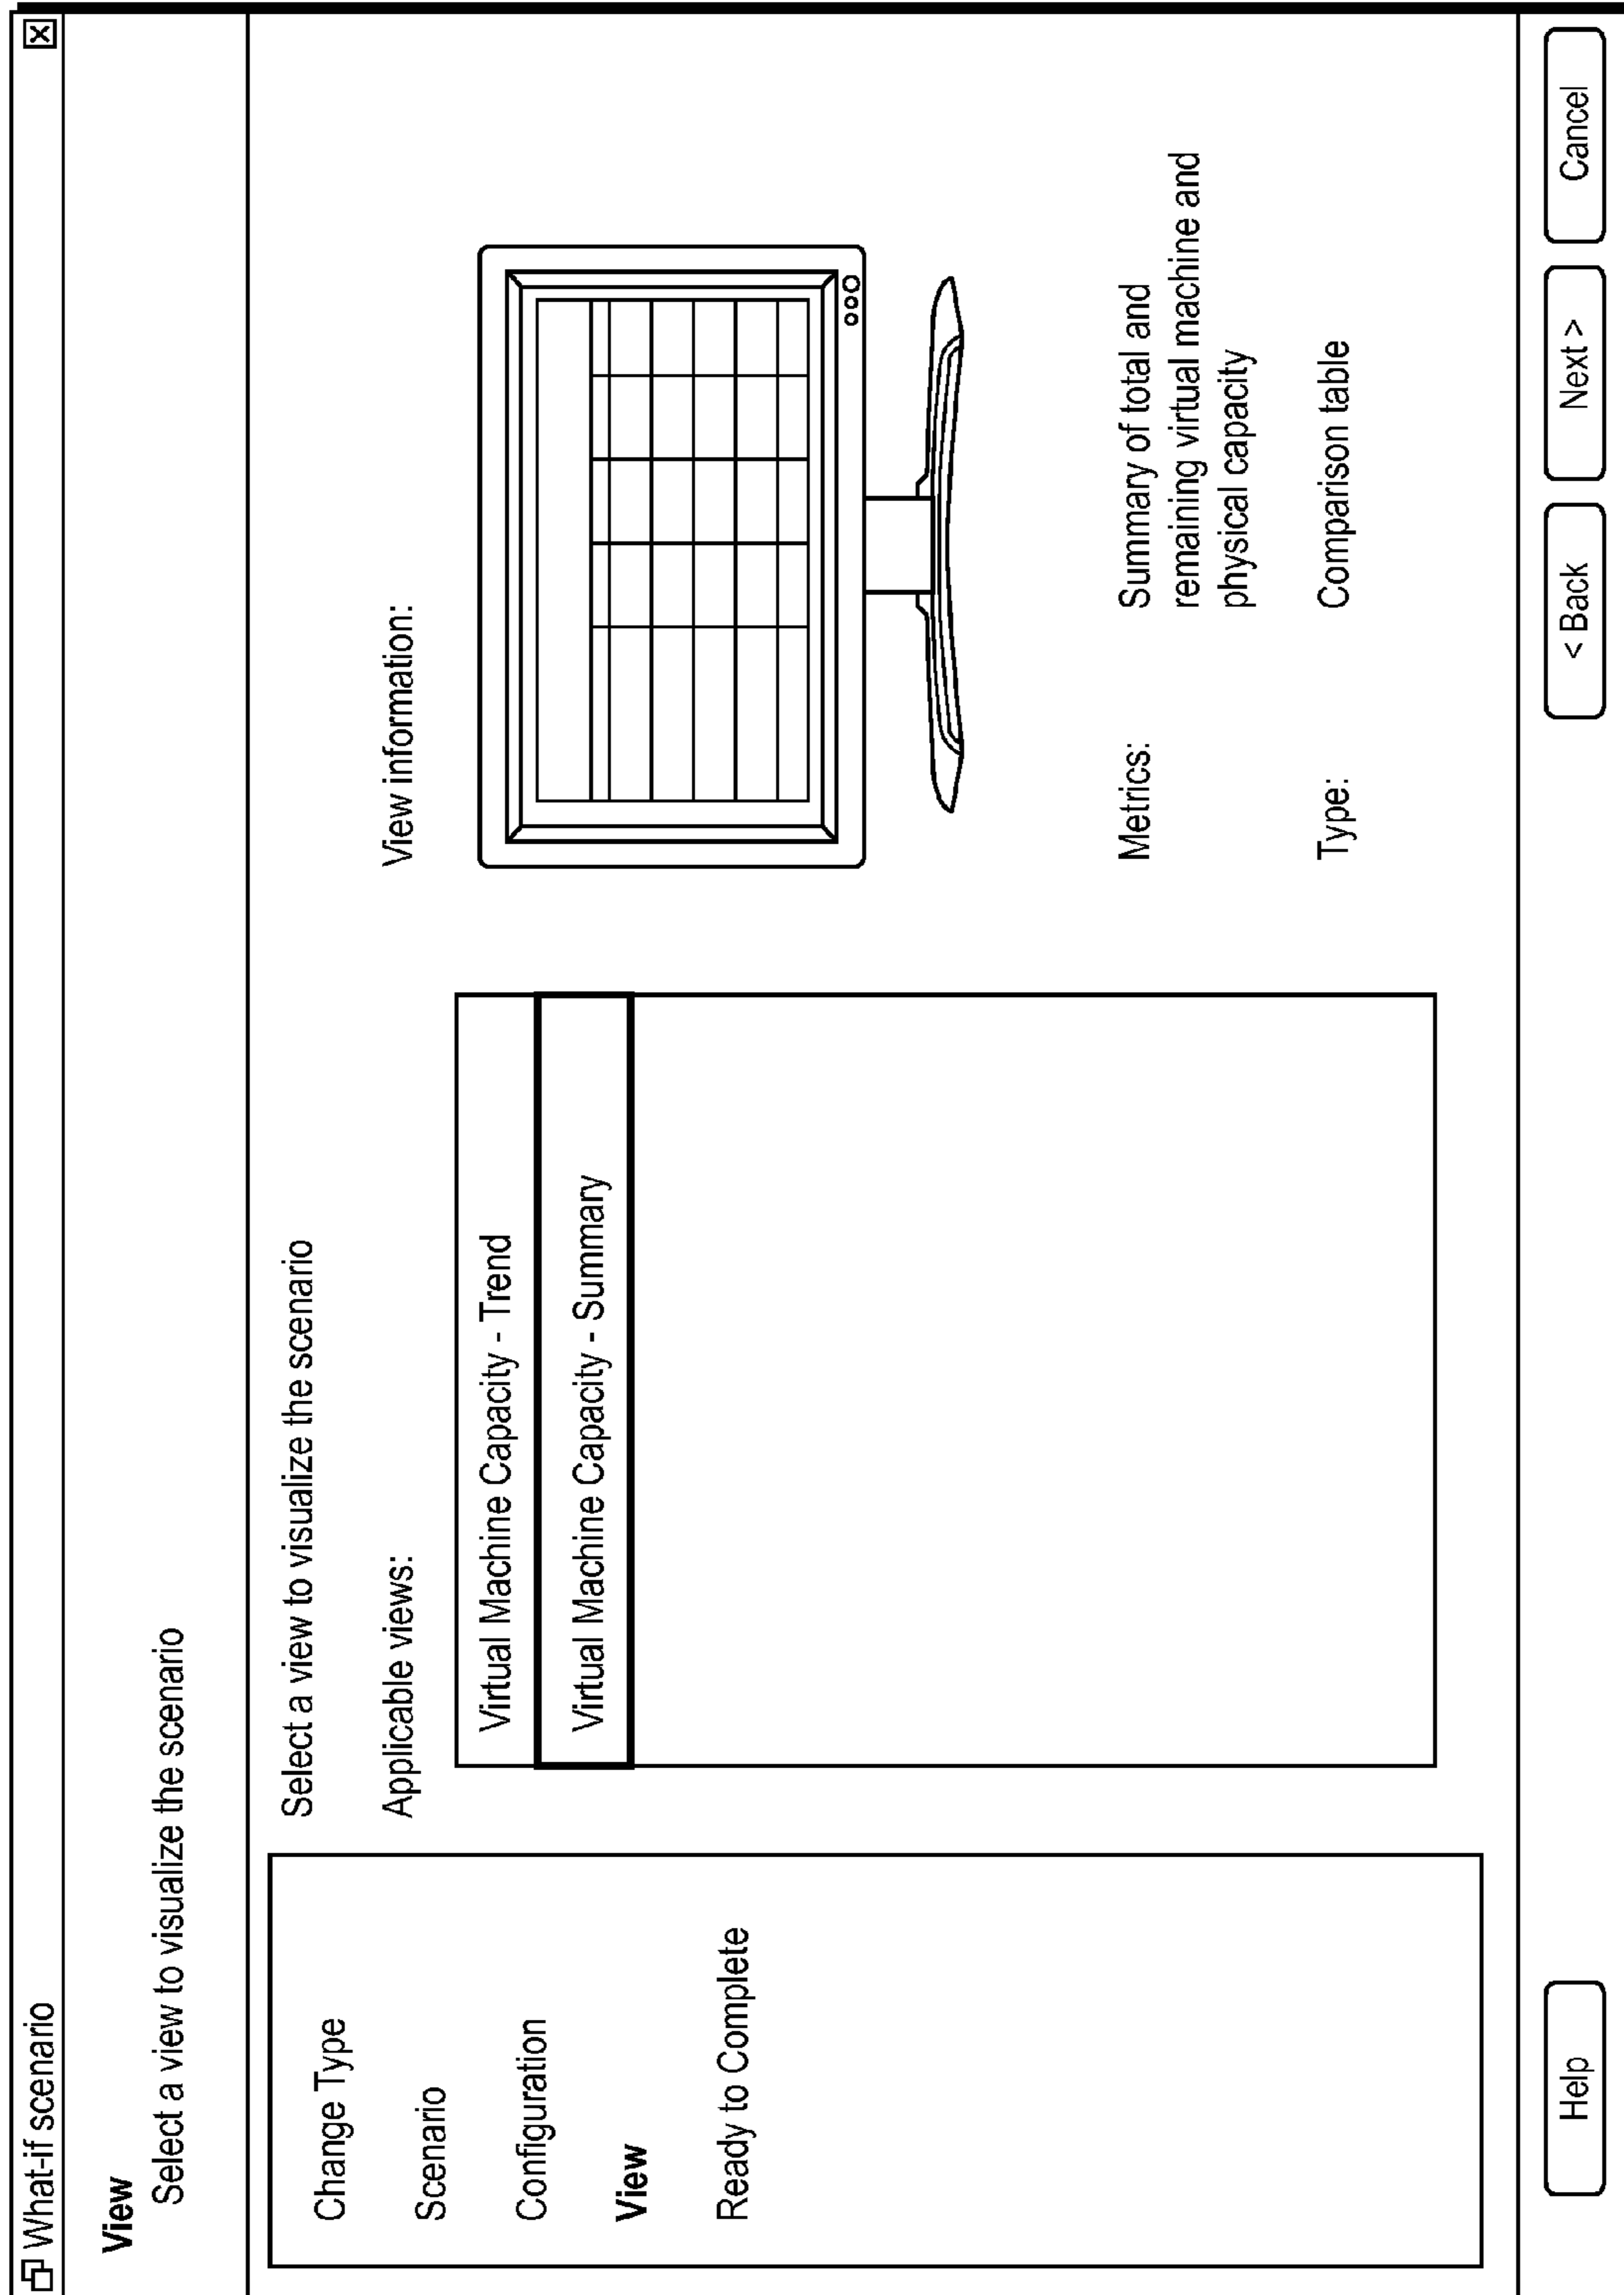 What-if scenario
View
Select a view to visualize the scenario
Change Type
Scenario
Configuration
View
Ready to Complete
Select a view to visualize the scenario
Applicable views:
Virtual Machine Capacity - Trend
Virtual Machine Capacity - Summary
View information:
Metrics:
Summary of total and
remaining virtual machine and
physical capacity
Type:
Comparison table
Help
< Back
Next >
Cancel